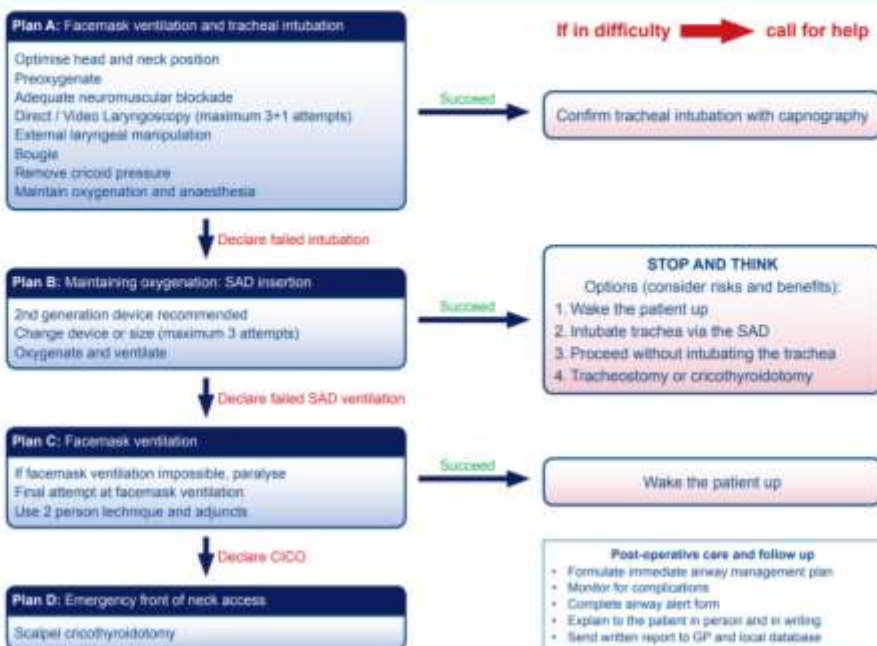 Plan A: Facemask ventilation and tracheal intubation
Optimise head and neck position
Preoxygenate
Adequate neuromuscular blockade
Direct / Video Laryngoscopy (maximum 3+1 attempts)
External laryngeal manipulation
Bougie
Remove cricoid pressure
Maintain oxygenation and anaesthesia
If in difficulty call for help
Succeed
Confirm tracheal intubation with capnography
Declare failed intubation
Plan B: Maintaining oxygenation: SAD insertion
2nd generation device recommended
Change device or size (maximum 3 attempts)
Oxygenate and ventilate
Succeed
STOP AND THINK
Options (consider risks and benefits):
1. Wake the patient up
2. Intubate trachea via the SAD
3. Proceed without intubating the trachea
4. Tracheostomy or cricothyroidotomy
Declare failed SAD ventilation
Plan C: Facemask ventilation
If facemask ventilation impossible, paralyse
Final attempt at facemask ventilation
Use 2 person technique and adjuncts
Succeed
Wake the patient up
Declare CICO
Plan D: Emergency front of neck access
Scalpel cricothyroidotomy
Post-operative care and follow up
• Formulate immediate airway management plan
• Monitor for complications
• Complete airway alert form
• Explain to the patient in person and in writing
• Send written report to GP and local database